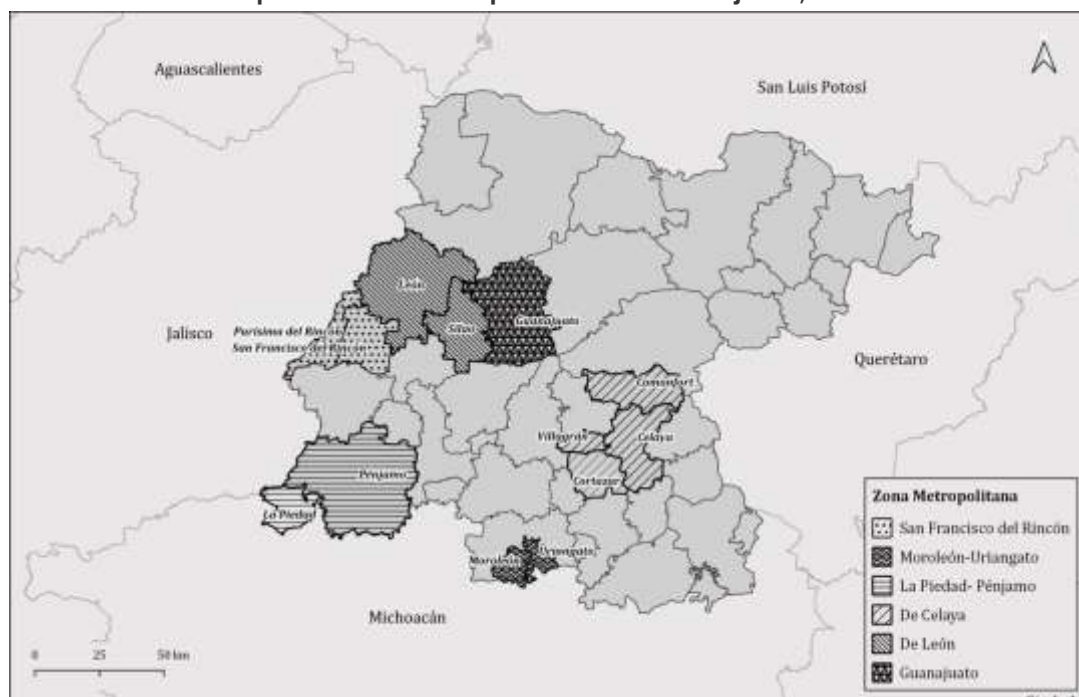 Aguascalientes
San Luis Potosí
León
Jalisco
Silao
Guanajuato
Purísima del Rincón
San Francisco del Rincón
Querétaro
Comonfort
Villagrán
Celaya
Pénjamo
Cortazar
La Piedad
Moroleón
Uriangato
Michoacán
0 25 50 km
Zona Metropolitana
San Francisco del Rincón
Moroleón-Uriangato
La Piedad- Pénjamo
De Celaya
De León
Guanajuato